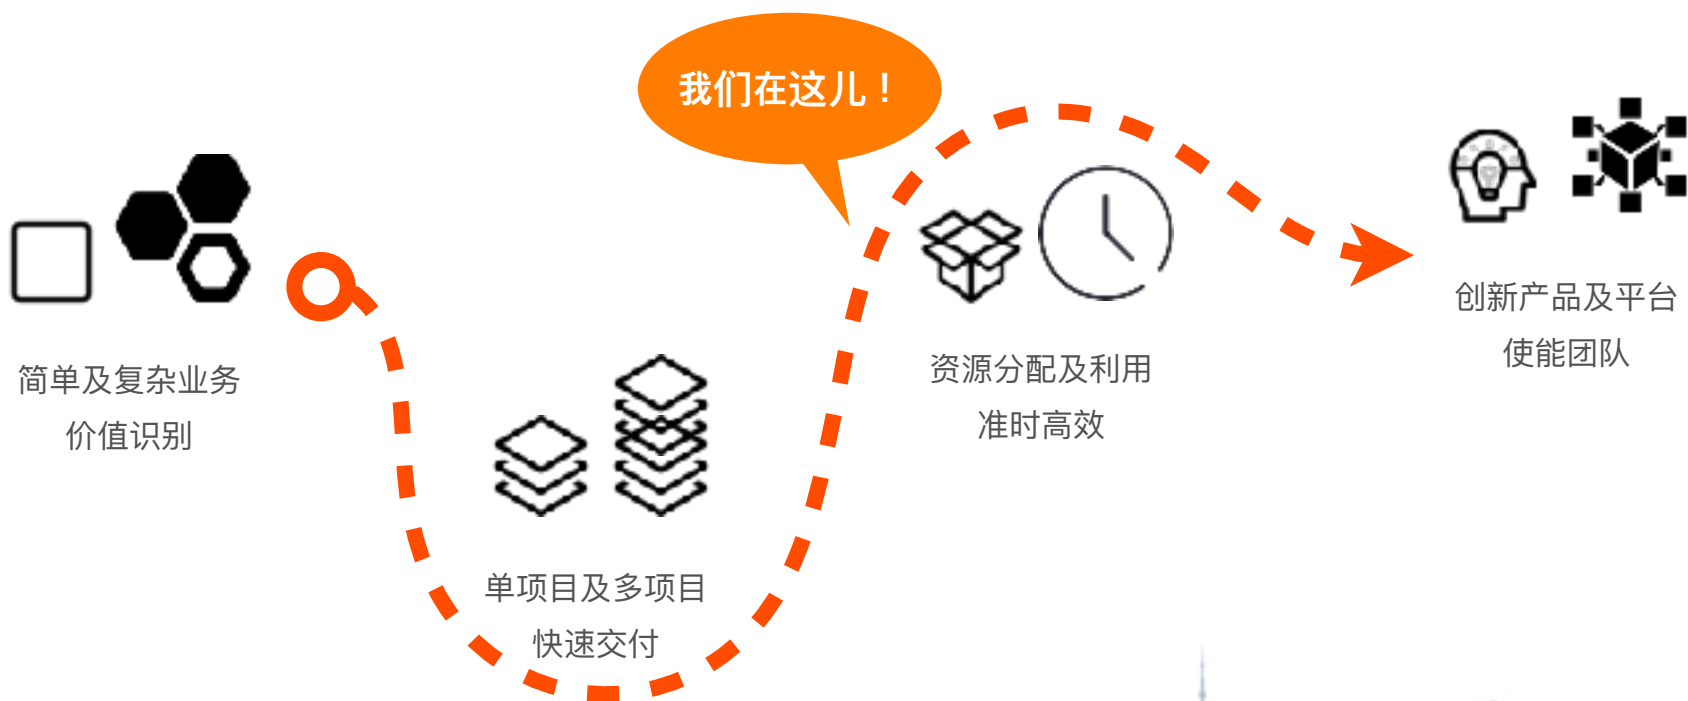 我们在这儿！
简单及复杂业务
价值识别
单项目及多项目
快速交付
资源分配及利用
准时高效
创新产品及平台
使能团队